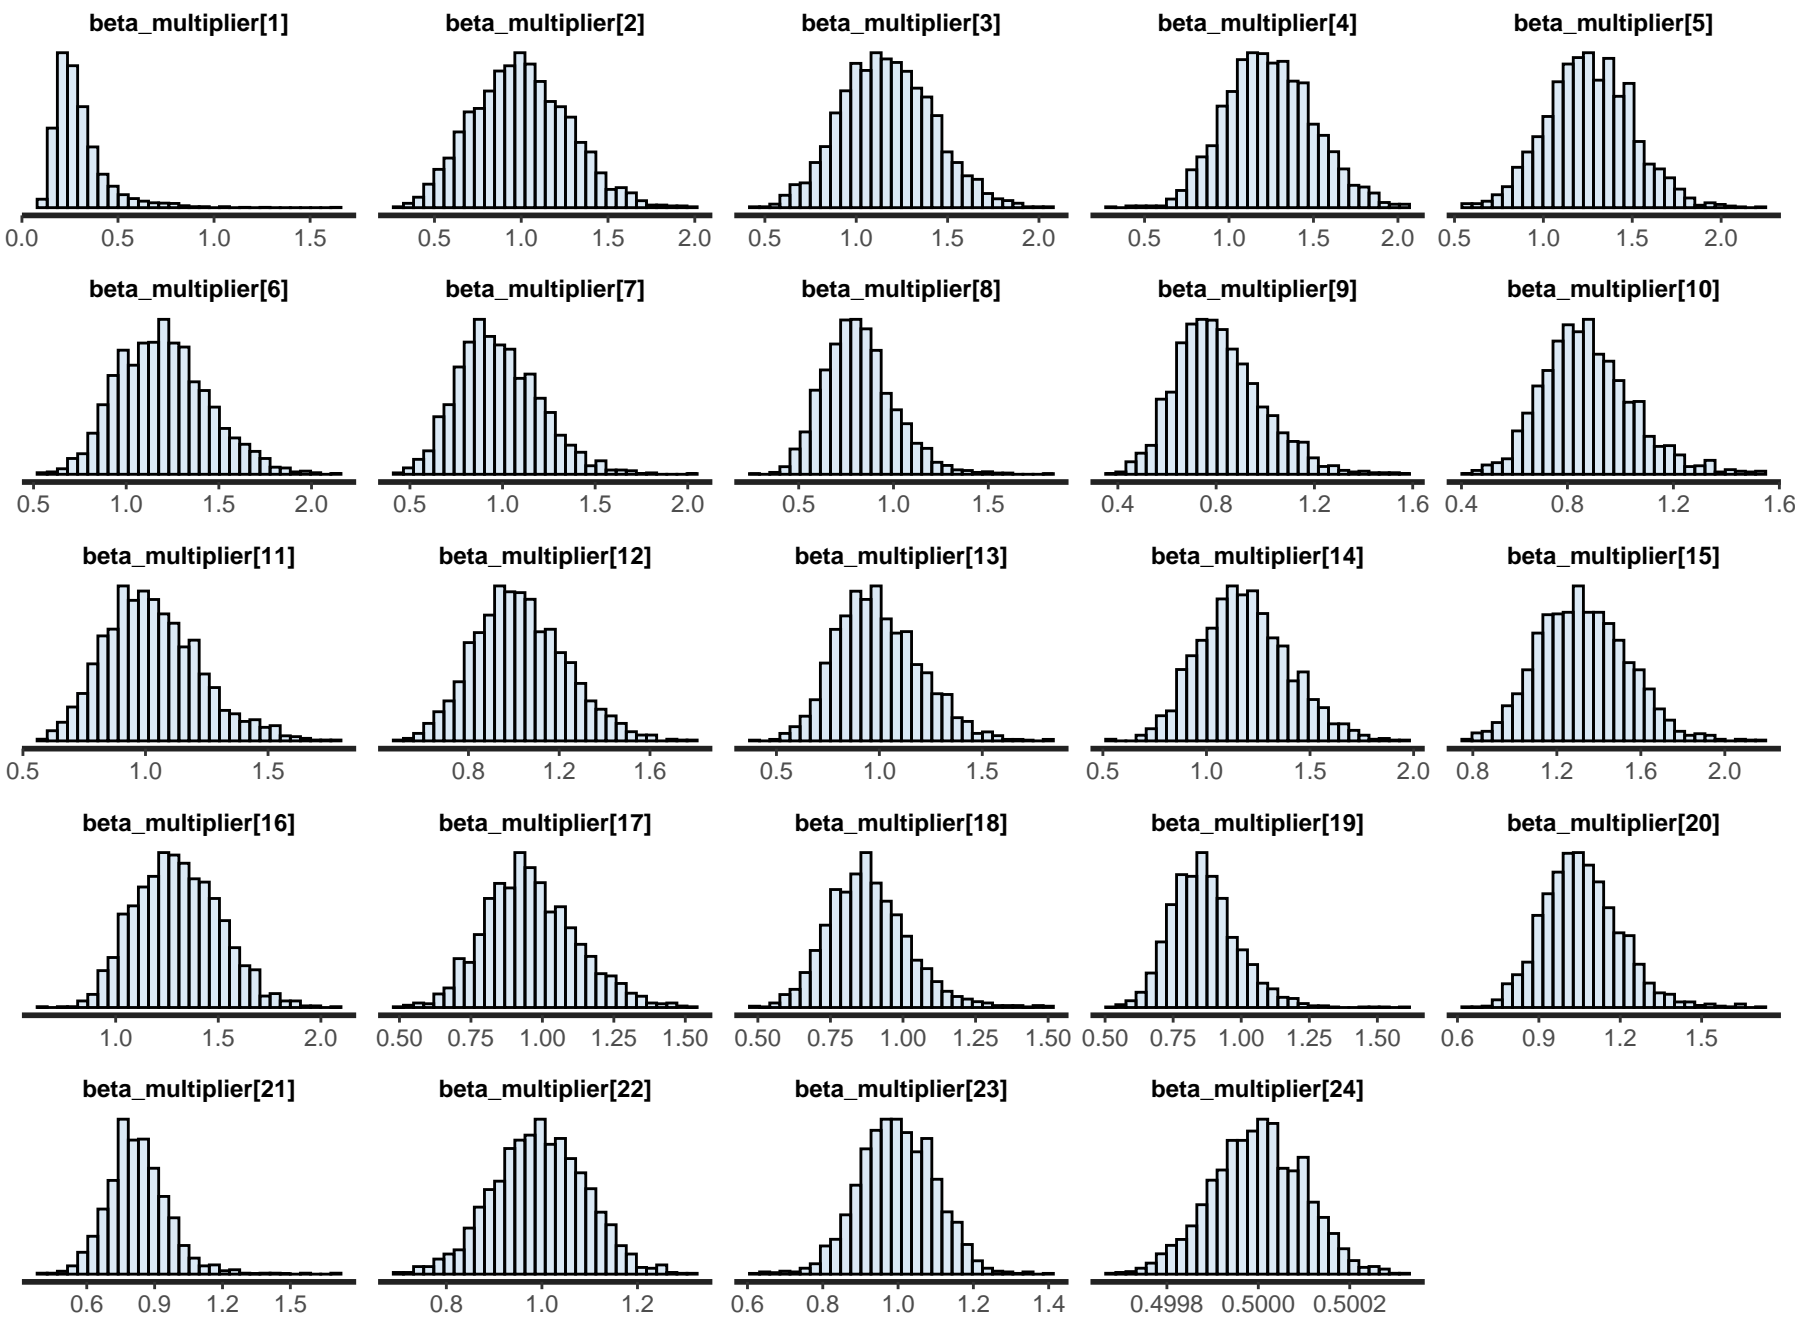 beta_multiplier[1] beta_multiplier[2] beta_multiplier[3] beta_multiplier[4] beta_multiplier[5]
0.0 0.5 1.0 1.5 0.5 1.0 1.5 2.0 0.5 1.0 1.5 2.0 0.5 1.0 1.5 2.0 0.5 1.0 1.5 2.0
beta_multiplier[6] beta_multiplier[7] beta_multiplier[8] beta_multiplier[9] beta_multiplier[10]
0.5 1.0 1.5 2.0 0.5 1.0 1.5 2.0 0.5 1.0 1.5 0.4 0.8 1.2 1.6 0.4 0.8 1.2 1.6
beta_multiplier[11] beta_multiplier[12] beta_multiplier[13] beta_multiplier[14] beta_multiplier[15]
0.5 1.0 1.5 0.8 1.2 1.6 0.5 1.0 1.5 0.5 1.0 1.5 2.0 0.8 1.2 1.6 2.0
beta_multiplier[16] beta_multiplier[17] beta_multiplier[18] beta_multiplier[19] beta_multiplier[20]
1.0 1.5 2.0 0.50 0.75 1.00 1.25 1.50 0.50 0.75 1.00 1.25 1.50 0.50 0.75 1.00 1.25 1.50 0.6 0.9 1.2 1.5
beta_multiplier[21] beta_multiplier[22] beta_multiplier[23] beta_multiplier[24]
0.6 0.9 1.2 1.5 0.8 1.0 1.2 0.6 0.8 1.0 1.2 1.4 0.4998 0.5000 0.5002